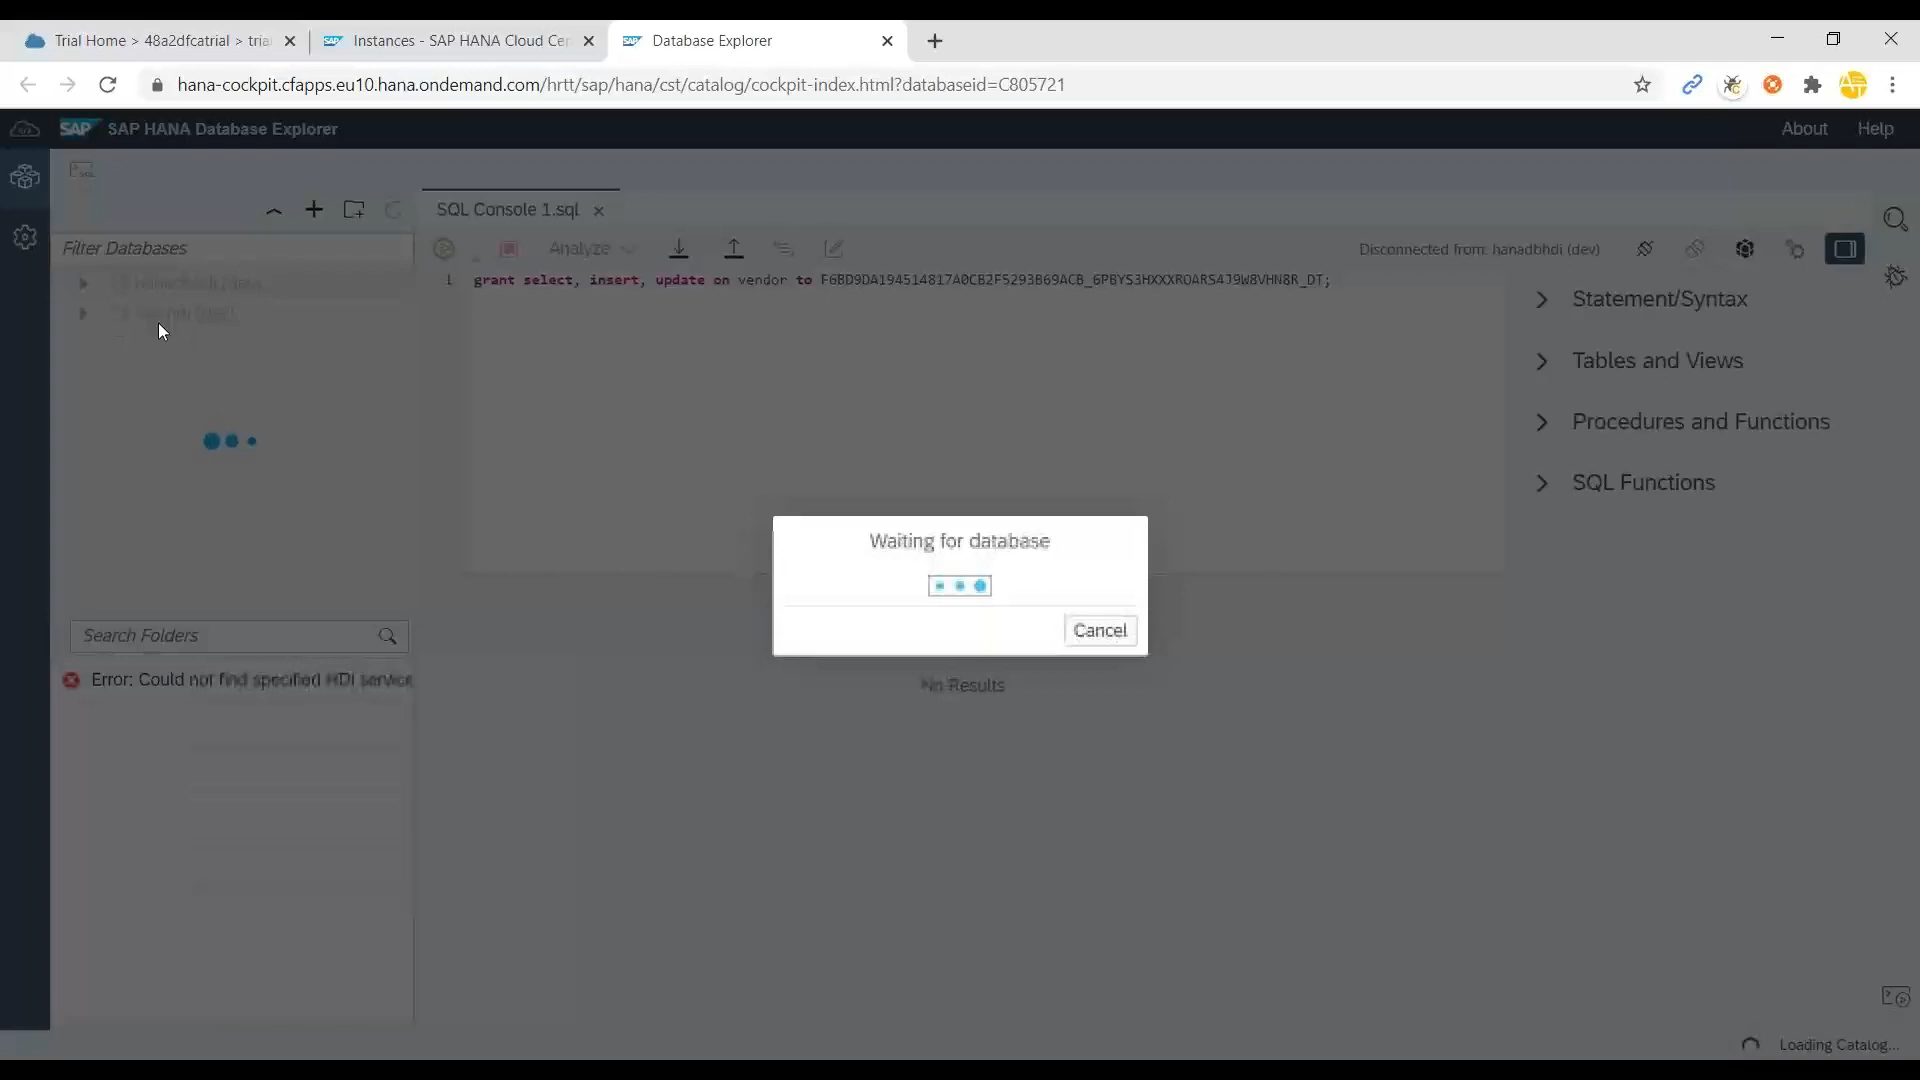 Trial Home > 48a2dfcatrial > tria
Instances - SAP HANA Cloud Cer
Database Explorer
hana-cockpit.cfapps.eu10.hana.ondemand.com/hrtt/sap/hana/cst/catalog/cockpit-index.html?databaseid=C805721
SAP SAP HANA Database Explorer
About Help
SQL Console 1.sql
Filter Databases
Analyze
Disconnected from: hanadbhdi (dev)
1 grant select, insert, update on vendor to F6BD9DA194514817A0CB2F5293B69ACB_6PBYS3HXXXROARS4J9W8VHN8R_DT;
Statement/Syntax
Tables and Views
Procedures and Functions
SQL Functions
Waiting for database
Cancel
Search Folders
Error: Could not find specified HDI service
No Results
Loading Catalog...